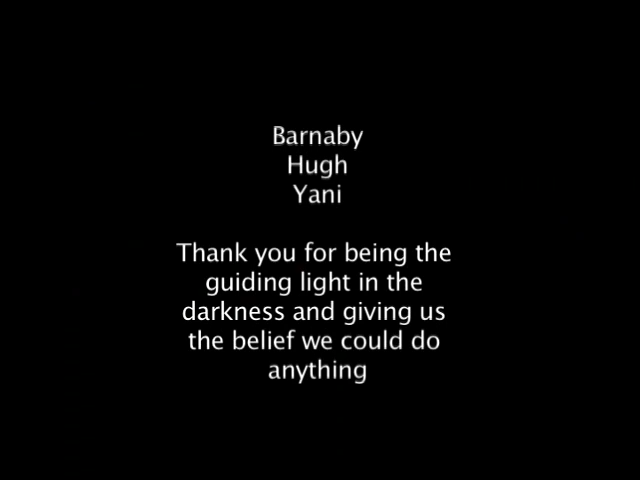 Barnaby
Hugh
Yani
Thank you for being the
guiding light in the
darkness and giving us
the belief we could do
anything